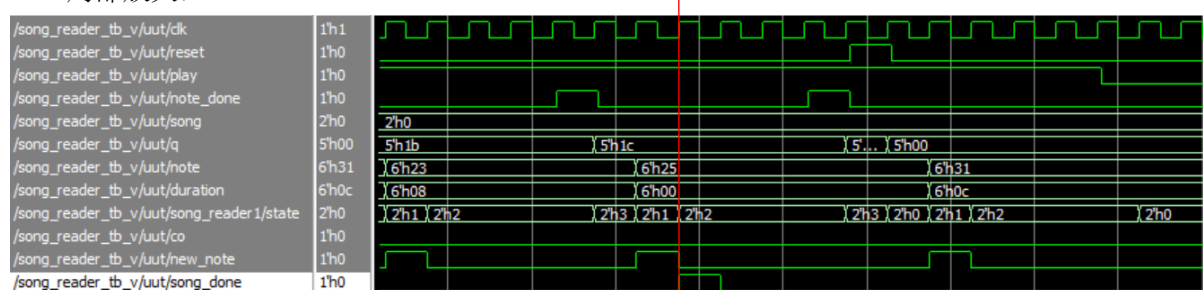 /song_reader_tb_v/uut/clk 1'h1
/song_reader_tb_v/uut/reset 1'h0
/song_reader_tb_v/uut/play 1'h0
/song_reader_tb_v/uut/note_done 1'h0
/song_reader_tb_v/uut/song 2'h0 2'h0
/song_reader_tb_v/uut/q 5'h00 5'h1b 5'h1c 5'... 5'h00
/song_reader_tb_v/uut/note 6'h31 6'h23 6'h25 6'h31
/song_reader_tb_v/uut/duration 6'h0c 6'h08 6'h00 6'h0c
/song_reader_tb_v/uut/song_reader1/state 2'h0 2'h1 2'h2 2'h3 2'h1 2'h2 2'h3 2'h0 2'h1 2'h2 2'h0
/song_reader_tb_v/uut/co 1'h0
/song_reader_tb_v/uut/new_note 1'h0
/song_reader_tb_v/uut/song_done 1'h0